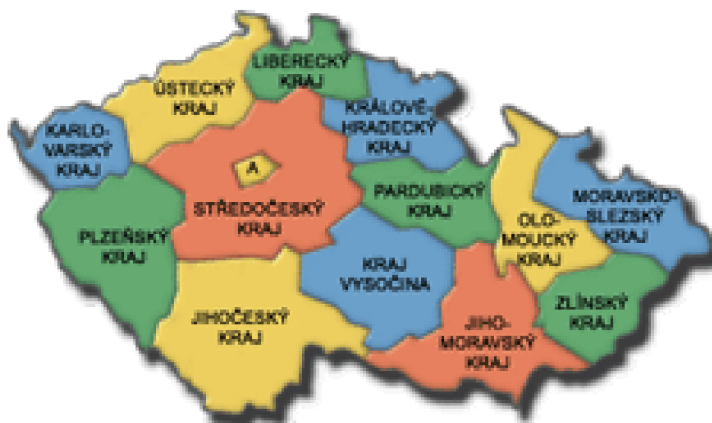 LIBERECKÝ
KRAJ
ÚSTECKÝ
KRAJ
KRÁLOVÉ-
HRADECKÝ
KRAJ
KARLO-
VARSKÝ
KRAJ
A
STŘEDOČESKÝ
KRAJ
PARDUBICKÝ
KRAJ
MORAVSKO-
SLEZSKÝ
KRAJ
OLO-
MOUCKÝ
KRAJ
PLZEŇSKÝ
KRAJ
KRAJ
VYSOČINA
ZLÍNSKÝ
KRAJ
JIHOČESKÝ
KRAJ
JIHO-
MORAVSKÝ
KRAJ